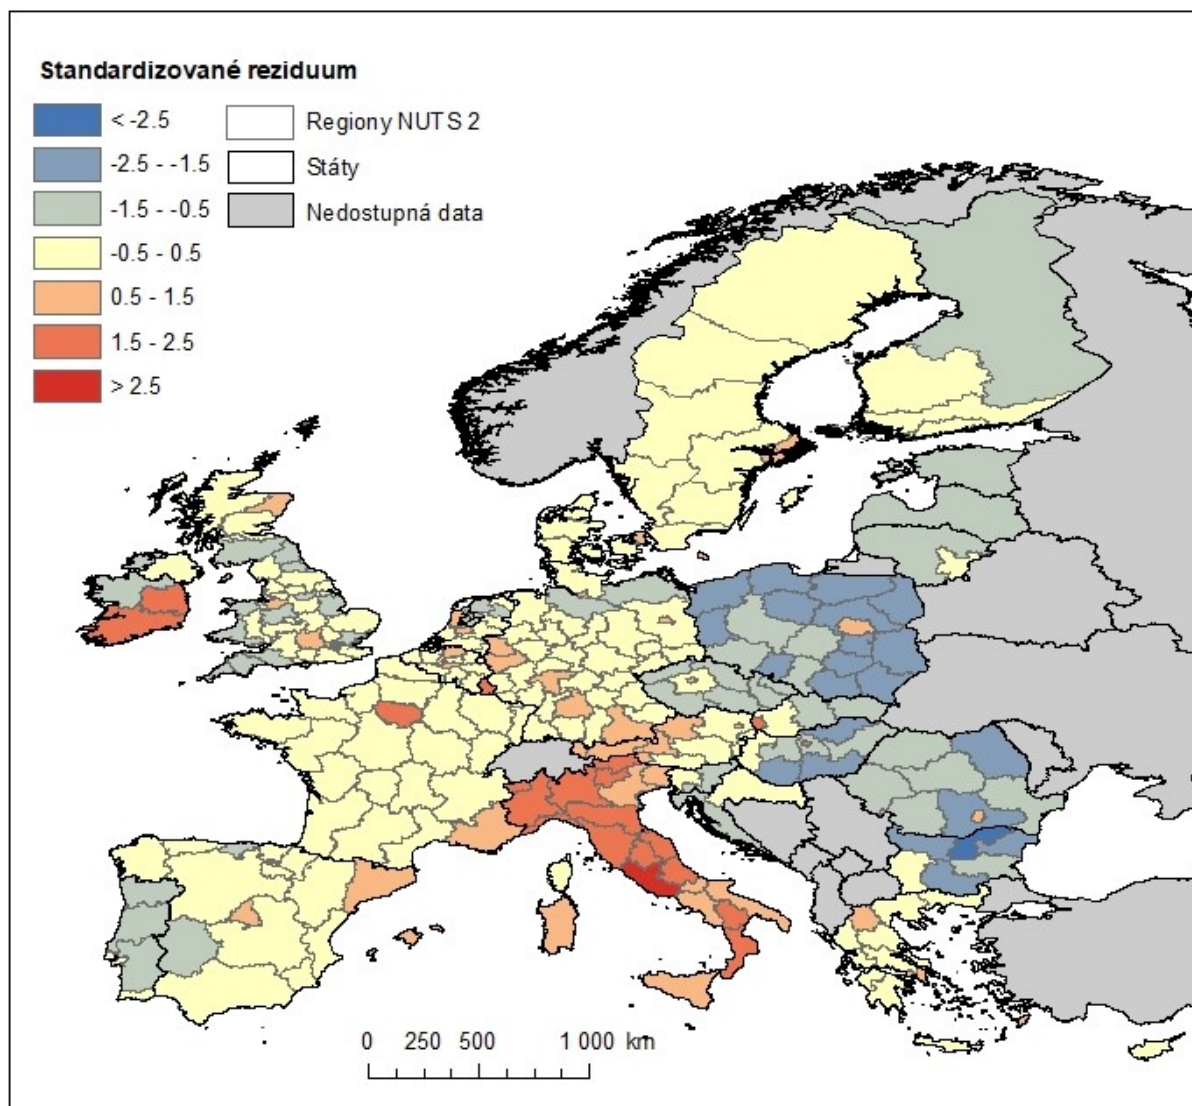 Standardizované reziduum
< -2.5
-2.5 - -1.5
-1.5 - -0.5
-0.5 - 0.5
0.5 - 1.5
1.5 - 2.5
> 2.5
Regiony NUTS 2
Státy
Nedostupná data
0 250 500 1 000 km